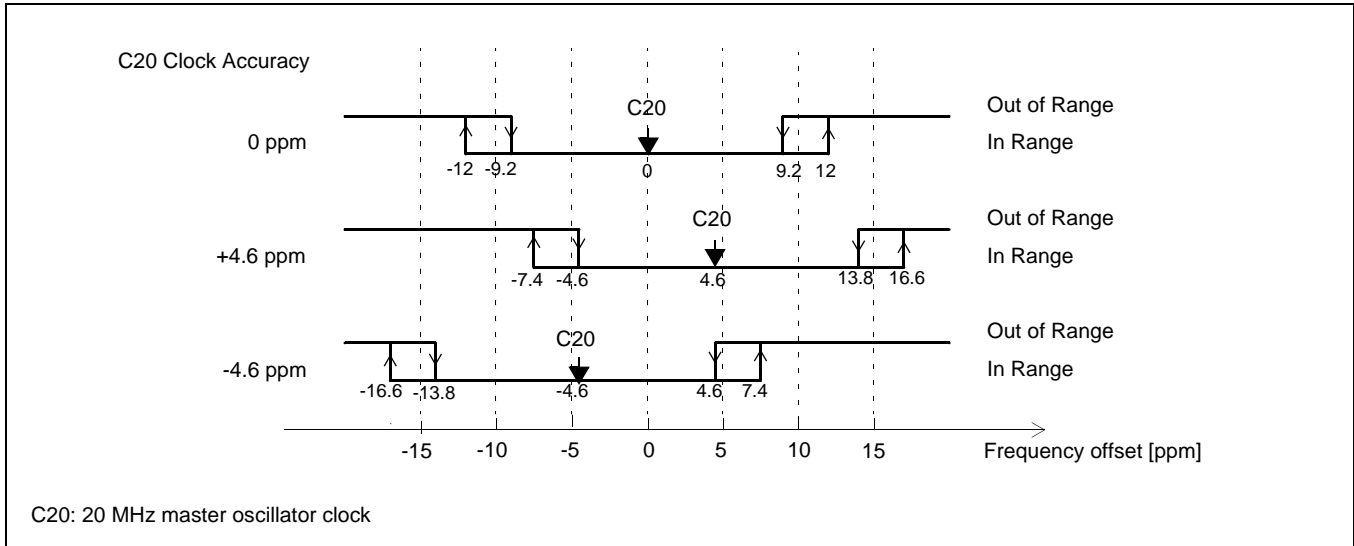 C20 Clock Accuracy
C20
Out of Range
0 ppm
In Range
-12 -9.2 0 9.2 12
C20
Out of Range
+4.6 ppm
In Range
-7.4 -4.6 4.6 13.8 16.6
C20
Out of Range
-4.6 ppm
In Range
-16.6 -13.8 -4.6 4.6 7.4
-15 -10 -5 0 5 10 15 Frequency offset [ppm]
C20: 20 MHz master oscillator clock